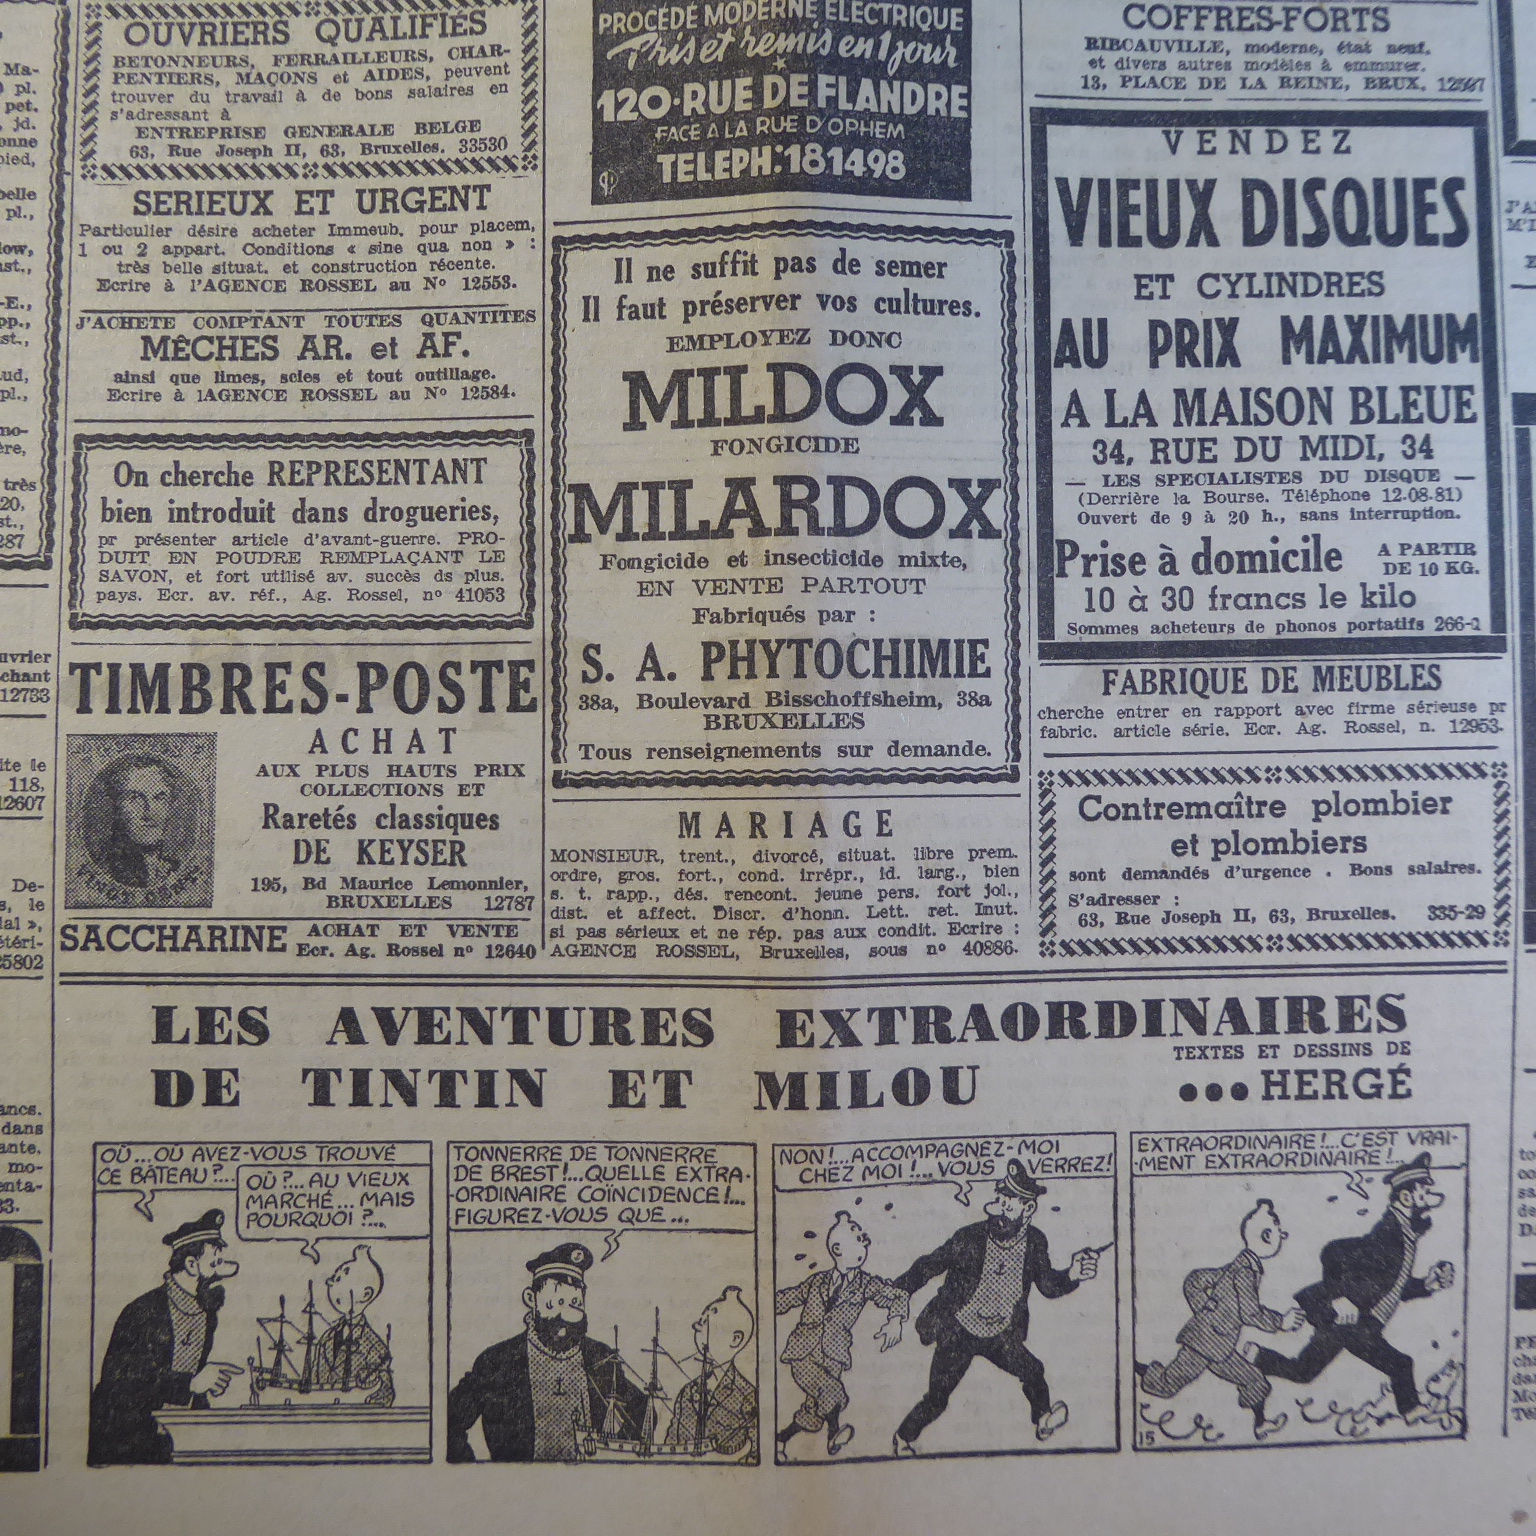 OUVRIERS QUALIFIÉS
BETONNEURS, FERRAILLEURS, CHAR-
PENTIERS, MAÇONS et AIDES, peuvent
trouver du travail à de bons salaires en
s'adressant à
ENTREPRISE GENERALE BELGE
63, Rue Joseph II, 63, Bruxelles. 33530
SERIEUX ET URGENT
Particulier désire acheter Immeub. pour placem,
1 ou 2 appart. Conditions « sine qua non » :
très belle situat. et construction récente.
Ecrire à l'AGENCE ROSSEL au N° 12553.
J'ACHETE COMPTANT TOUTES QUANTITES
MÊCHES AR. et AF.
ainsi que limes, scies et tout outillage.
Ecrire à lAGENCE ROSSEL au N° 12584.
On cherche REPRESENTANT
bien introduit dans drogueries,
pr présenter article d'avant-guerre. PRO-
DUIT EN POUDRE REMPLAÇANT LE
SAVON, et fort utilisé av. succès ds plus.
pays. Ecr. av. réf., Ag. Rossel, n° 41053
TIMBRES-POSTE
ACHAT
AUX PLUS HAUTS PRIX
COLLECTIONS ET
Raretés classiques
DE KEYSER
195, Bd Maurice Lemonnier,
BRUXELLES 12787
SACCHARINE ACHAT ET VENTE
Ecr. Ag. Rossel n° 12640
PROCÉDÉ MODERNE ELECTRIQUE
Pris et remis en 1 jour
120·RUE DE FLANDRE
FACE A LA RUE D'OPHEM
TELEPH:181498
Il ne suffit pas de semer
Il faut préserver vos cultures.
EMPLOYEZ DONC
MILDOX
FONGICIDE
MILARDOX
Fongicide et insecticide mixte,
EN VENTE PARTOUT
Fabriqués par :
S. A. PHYTOCHIMIE
38a, Boulevard Bisschoffsheim, 38a
BRUXELLES
Tous renseignements sur demande.
MARIAGE
MONSIEUR, trent., divorcé, situat. libre prem.
ordre, gros. fort., cond. irrépr., id. larg., bien
s. t. rapp., dés. rencont. jeune pers. fort jol.,
dist. et affect. Discr. d'honn. Lett. ret. Inut.
si pas sérieux et ne rép. pas aux condit. Ecrire :
AGENCE ROSSEL, Bruxelles, sous n° 40886.
COFFRES-FORTS
RIBCAUVILLE, moderne, état neuf,
et divers autres modèles à emmurer.
13, PLACE DE LA REINE, BRUX. 12597
VENDEZ
VIEUX DISQUES
ET CYLINDRES
AU PRIX MAXIMUM
A LA MAISON BLEUE
34, RUE DU MIDI, 34
— LES SPECIALISTES DU DISQUE —
(Derrière la Bourse. Téléphone 12.08.81)
Ouvert de 9 à 20 h., sans interruption.
Prise à domicile A PARTIR
DE 10 KG.
10 à 30 francs le kilo
Sommes acheteurs de phonos portatifs 266-Q
FABRIQUE DE MEUBLES
cherche entrer en rapport avec firme sérieuse pr
fabric. article série. Ecr. Ag. Rossel, n. 12953.
Contremaître plombier
et plombiers
sont demandés d'urgence . Bons salaires.
S'adresser :
63, Rue Joseph II, 63, Bruxelles. 335-29
LES AVENTURES EXTRAORDINAIRES
DE TINTIN ET MILOU
TEXTES ET DESSINS DE
●●●HERGÉ
OÙ...OÙ AVEZ-VOUS TROUVÉ
CE BATEAU?...
OÙ?...AU VIEUX
MARCHÉ... MAIS
POURQUOI ?...
TONNERRE DE TONNERRE
DE BREST!...QUELLE EXTRA-
-ORDINAIRE COÏNCIDENCE!...
FIGUREZ-VOUS QUE ...
NON!...ACCOMPAGNEZ-MOI
CHEZ MOI!...VOUS VERREZ!
EXTRAORDINAIRE!...C'EST VRAI-
-MENT EXTRAORDINAIRE!...
15